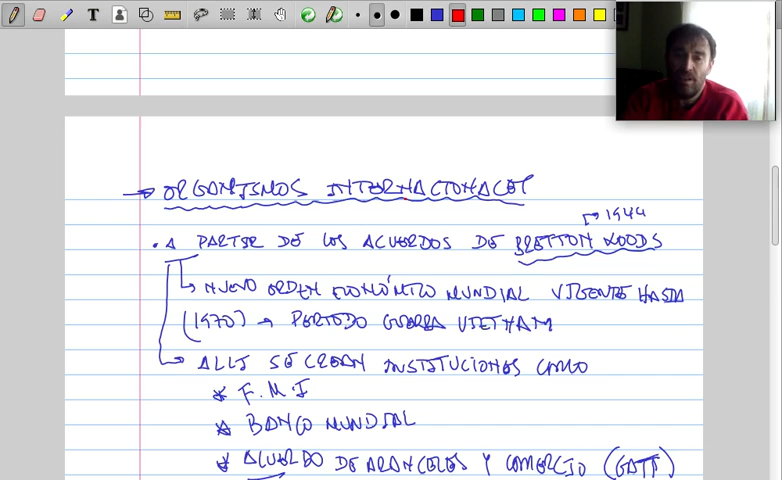 → ORGANISMOS INTERNACIONALES
→ 1944
• A PARTIR DE LOS ACUERDOS DE BRETTON WOODS
↳ NUEVO ORDEN ECONÓMICO MUNDIAL VIGENTE HASTA
(1970) → PERIODO GUERRA VIETNAM
↳ ALLI SE CREAN INSTITUCIONES COMO
* F.M.I
* BANCO MUNDIAL
* ACUERDO DE ARANCELES Y COMERCIO (GATT)